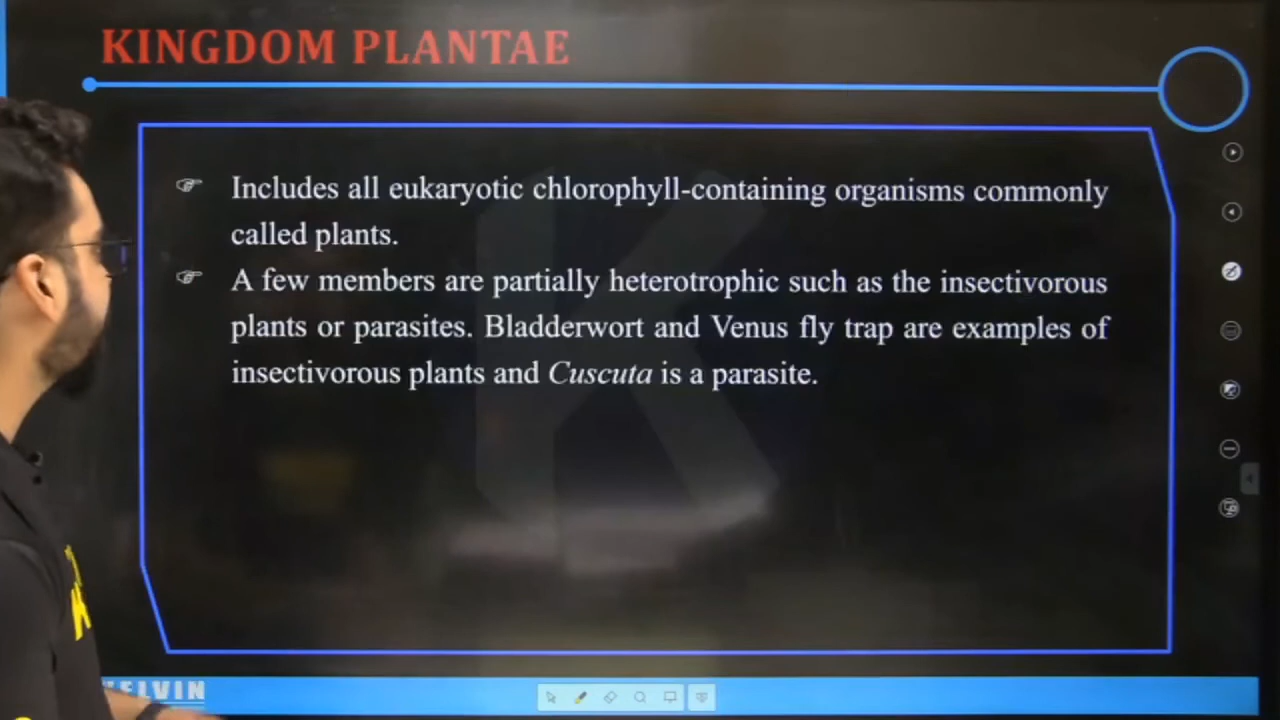 KINGDOM PLANTAE
Includes all eukaryotic chlorophyll-containing organisms commonly
called plants.
A few members are partially heterotrophic such as the insectivorous
plants or parasites. Bladderwort and Venus fly trap are examples of
insectivorous plants and Cuscuta is a parasite.